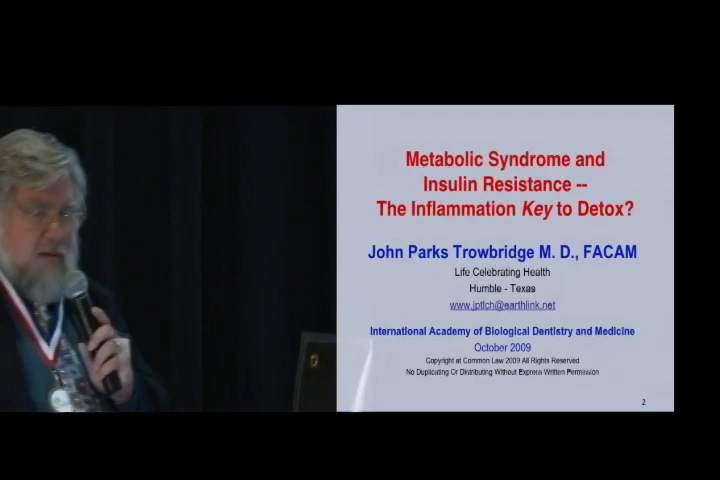 Metabolic Syndrome and
Insulin Resistance --
The Inflammation Key to Detox?
John Parks Trowbridge M. D., FACAM
Life Celebrating Health
Humble - Texas
www.jptlch@earthlink.net
International Academy of Biological Dentistry and Medicine
October 2009
Copyright at Common Law 2009 All Rights Reserved
No Duplicating Or Distributing Without Express Written Permission
2